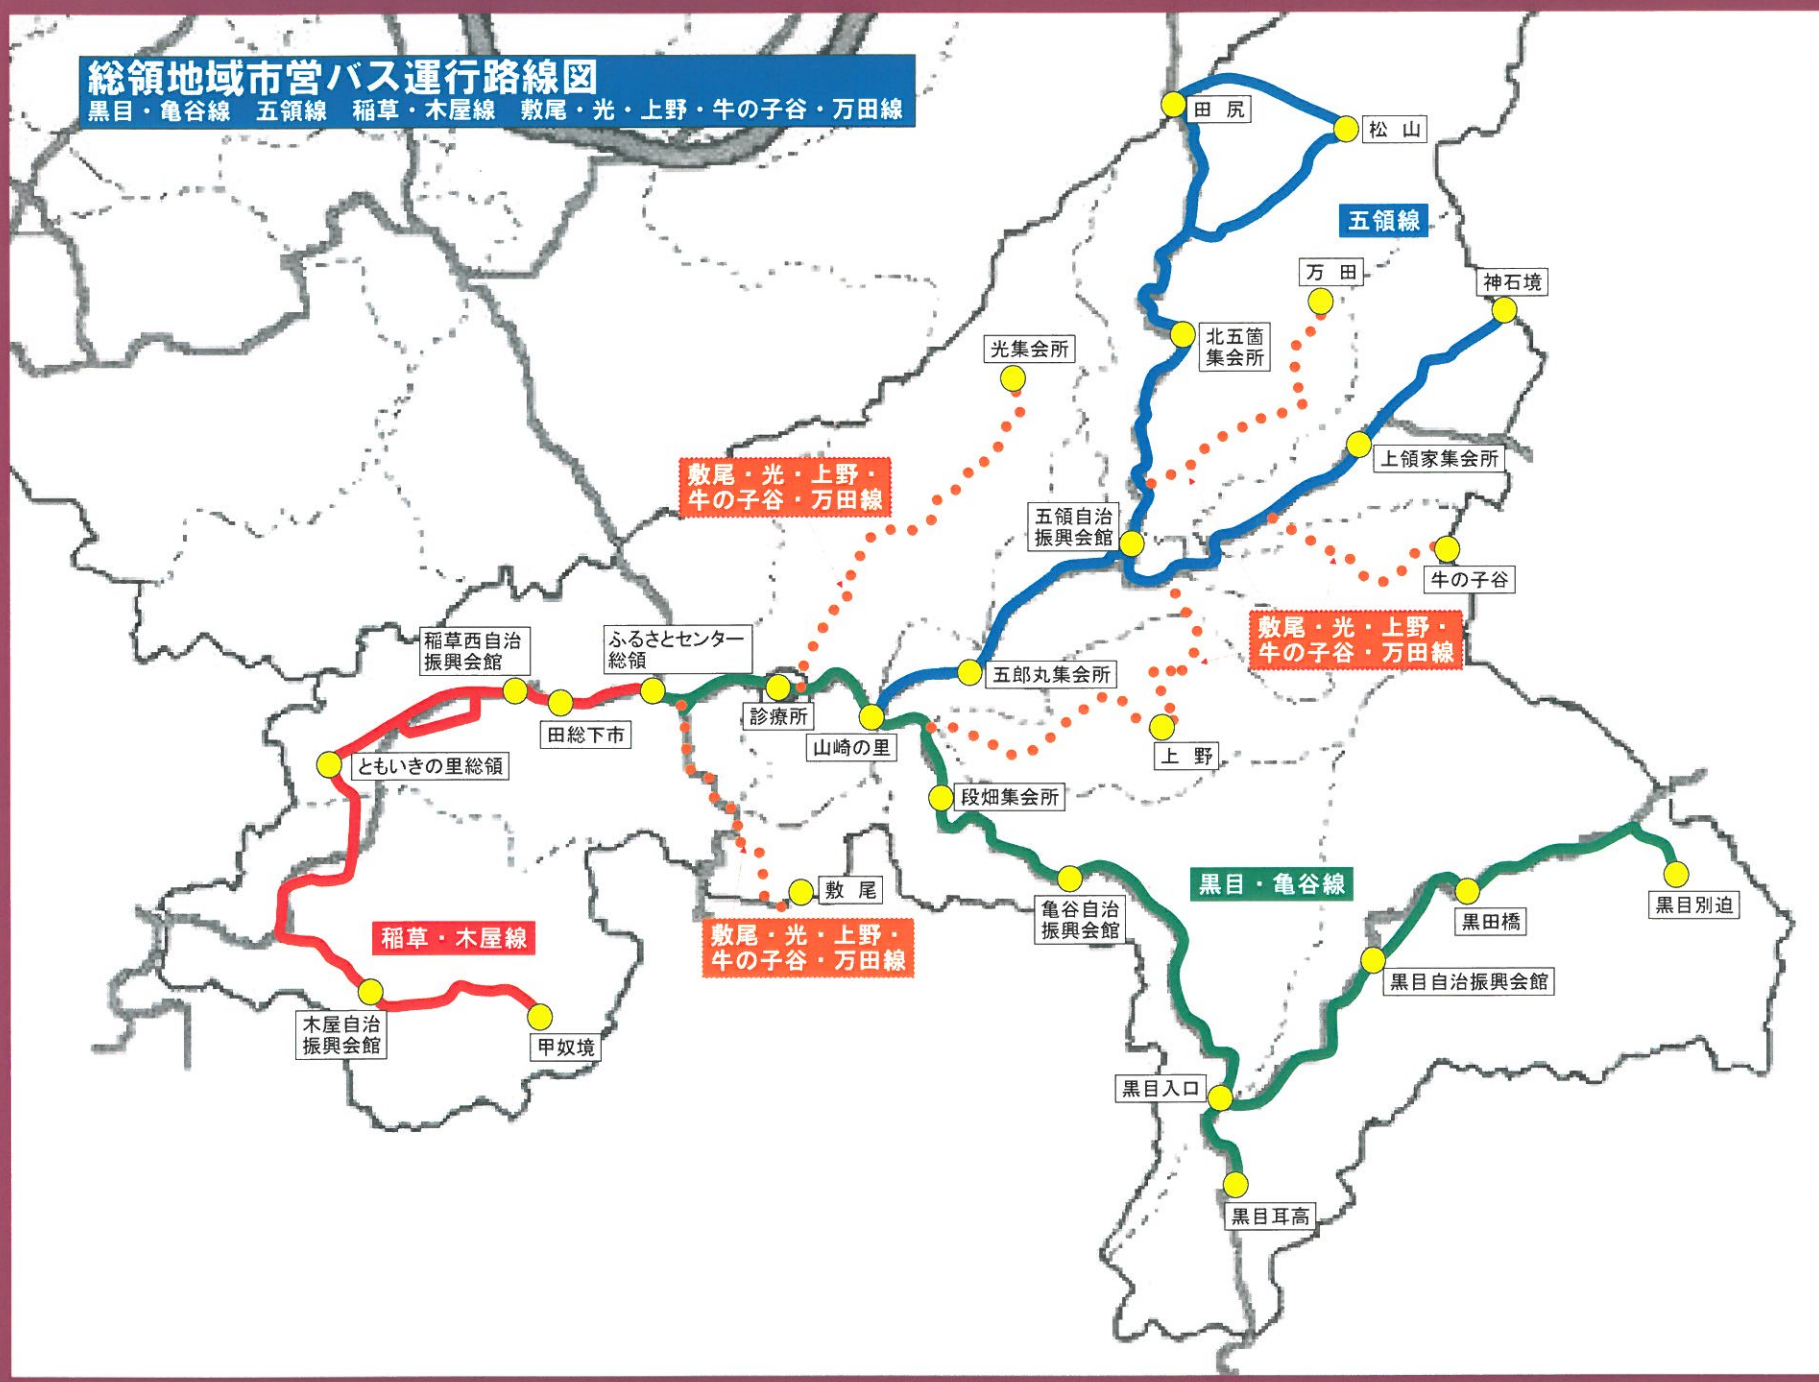 総領地域市営バス運行路線図
黒目・亀谷線 五領線 稲草・木屋線 敷尾・光・上野・牛の子谷・万田線
田尻
松山
五領線
万田
神石境
北五箇
集会所
光集会所
上領家集会所
敷尾・光・上野・
牛の子谷・万田線
五領自治
振興会館
牛の子谷
敷尾・光・上野・
牛の子谷・万田線
稲草西自治
振興会館
ふるさとセンター
総領
五郎丸集会所
診療所
田総下市
山崎の里
上野
ともいきの里総領
段畑集会所
黒目・亀谷線
敷尾
黒目別迫
亀谷自治
振興会館
黒田橋
稲草・木屋線
敷尾・光・上野・
牛の子谷・万田線
黒目自治振興会館
木屋自治
振興会館
甲奴境
黒目入口
黒目耳高